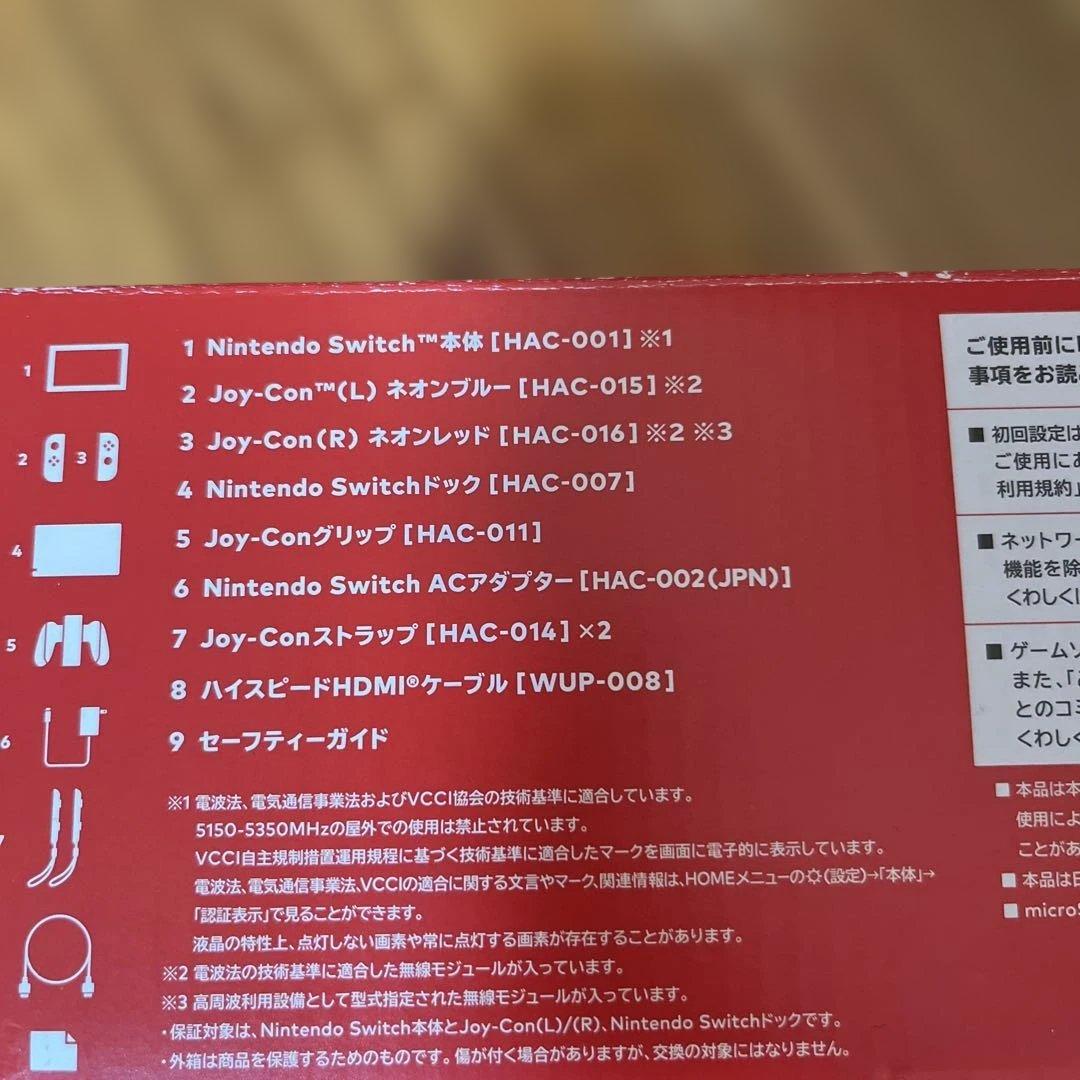 1 Nintendo Switch™本体[HAC-001]※1
2 Joy-Con™(L) ネオンブルー[HAC-015]※2
3 Joy-Con(R) ネオンレッド[HAC-016]※2 ※3
4 Nintendo Switchドック[HAC-007]
5 Joy-Conグリップ[HAC-011]
6 Nintendo Switch ACアダプター[HAC-002(JPN)]
7 Joy-Conストラップ[HAC-014]×2
8 ハイスピードHDMI®ケーブル[WUP-008]
9 セーフティーガイド
※1 電波法、電気通信事業法およびVCCI協会の技術基準に適合しています。
5150-5350MHzの屋外での使用は禁止されています。
VCCI自主規制措置運用規程に基づく技術基準に適合したマークを画面に電子的に表示しています。
電波法、電気通信事業法、VCCIの適合に関する文言やマーク、関連情報は、HOMEメニューの(設定)→「本体」→
「認証表示」で見ることができます。
液晶の特性上、点灯しない画素や常に点灯する画素が存在することがあります。
※2 電波法の技術基準に適合した無線モジュールが入っています。
※3 高周波利用設備として型式指定された無線モジュールが入っています。
・保証対象は、Nintendo Switch本体とJoy-Con(L)/(R)、Nintendo Switchドックです。
・外箱は商品を保護するためのものです。傷が付く場合がありますが、交換の対象にはなりません。
1
2
3
4
5
6
ご使用前に
事項をお読み
■ 初回設定は
ご使用にあ
利用規約」
■ ネットワー
機能を除
くわしくは
■ ゲームソ
また、「
とのコミ
くわしく
■ 本品は本
使用によ
ことがあ
■ 本品は日
■ microS